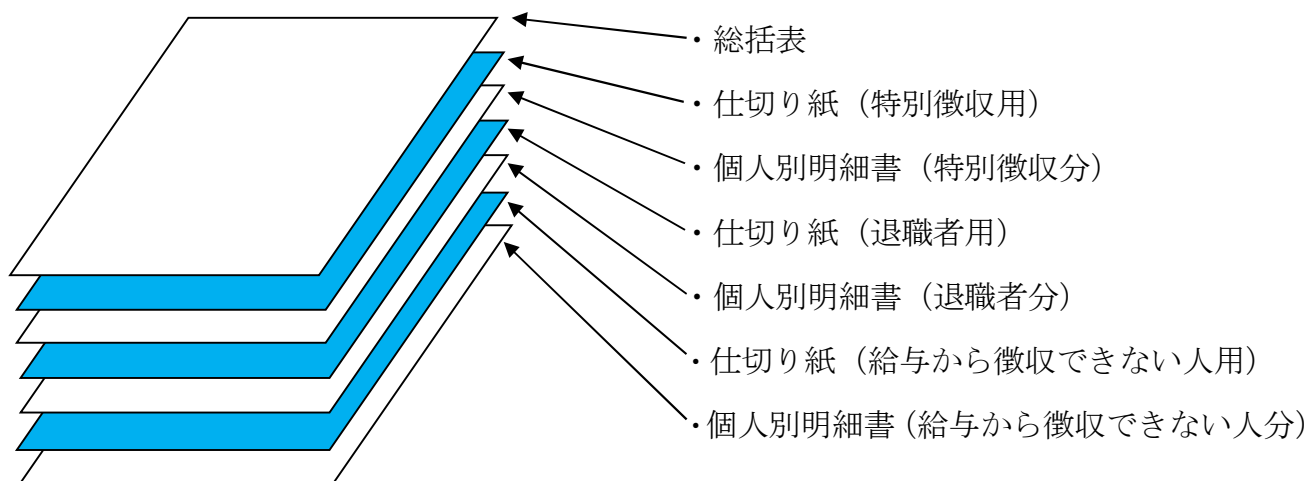 ・総括表
・仕切り紙（特別徴収用）
・個人別明細書（特別徴収分）
・仕切り紙（退職者用）
・個人別明細書（退職者分）
・仕切り紙（給与から徴収できない人用）
・個人別明細書（給与から徴収できない人分）